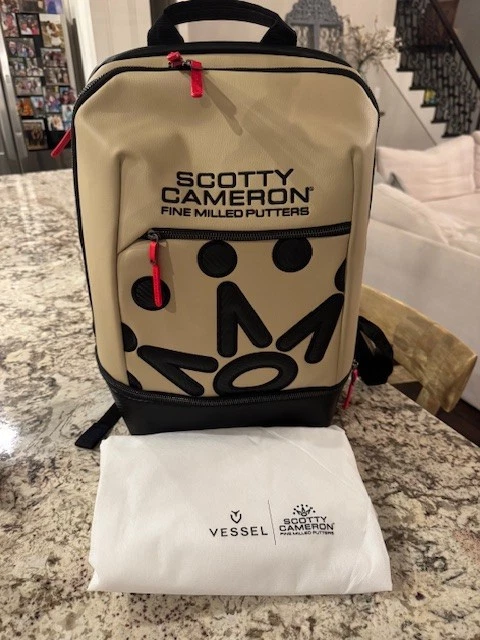 SCOTTY
CAMERON®
FINE MILLED PUTTERS
VESSEL
SCOTTY
CAMERON
FINE MILLED PUTTERS